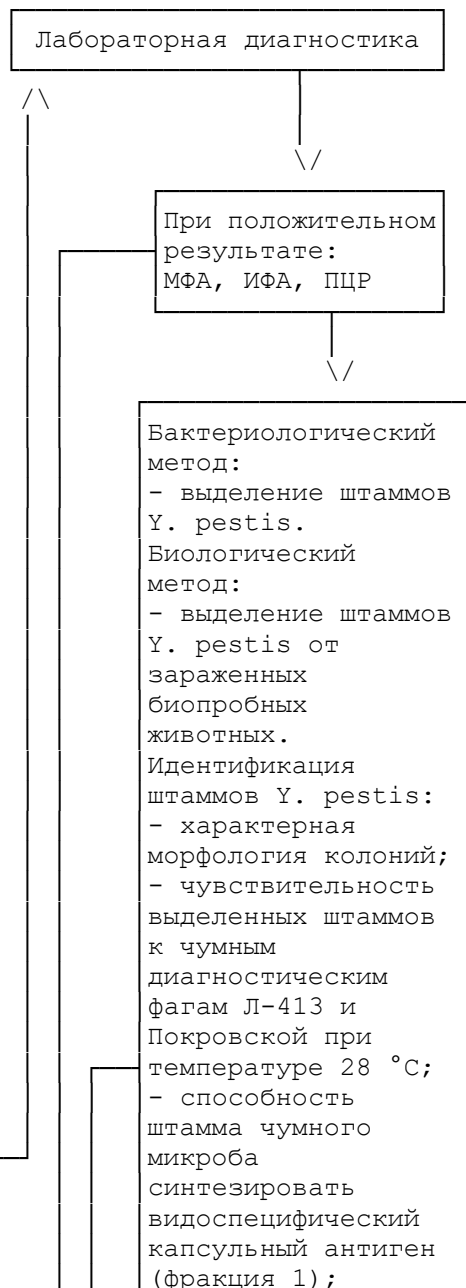 Лабораторная диагностика
При положительном
результате:
МФА, ИФА, ПЦР
Бактериологический
метод:
- выделение штаммов
Y. pestis.
Биологический
метод:
- выделение штаммов
Y. pestis от
зараженных
биопробных
животных.
Идентификация
штаммов Y. pestis:
- характерная
морфология колоний;
- чувствительность
выделенных штаммов
к чумным
диагностическим
фагам Л-413 и
Покровской при
температуре 28 °C;
- способность
штамма чумного
микроба
синтезировать
видоспецифический
капсульный антиген
(фракция 1);